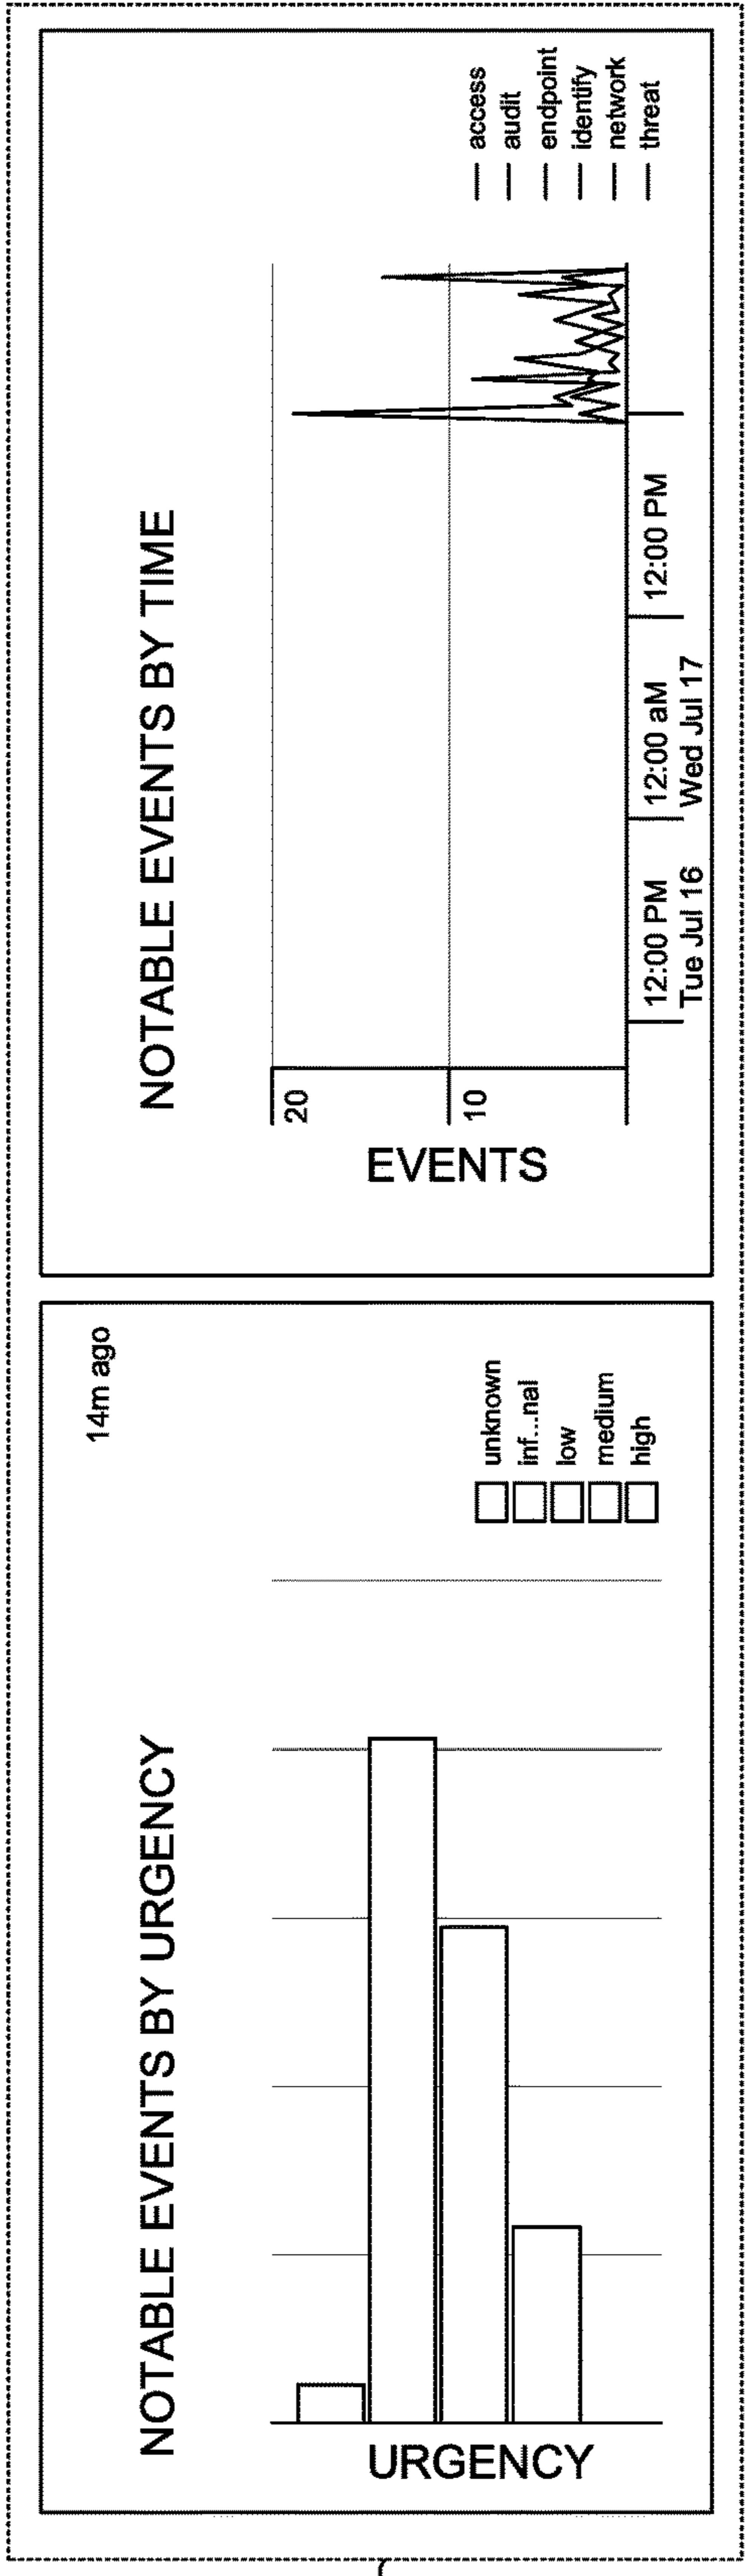 NOTABLE EVENTS BY URGENCY
14m ago
URGENCY
unknown
inf...nal
low
medium
high
NOTABLE EVENTS BY TIME
EVENTS
20
10
12:00 PM
Tue Jul 16
12:00 aM
Wed Jul 17
12:00 PM
access
audit
endpoint
identify
network
threat